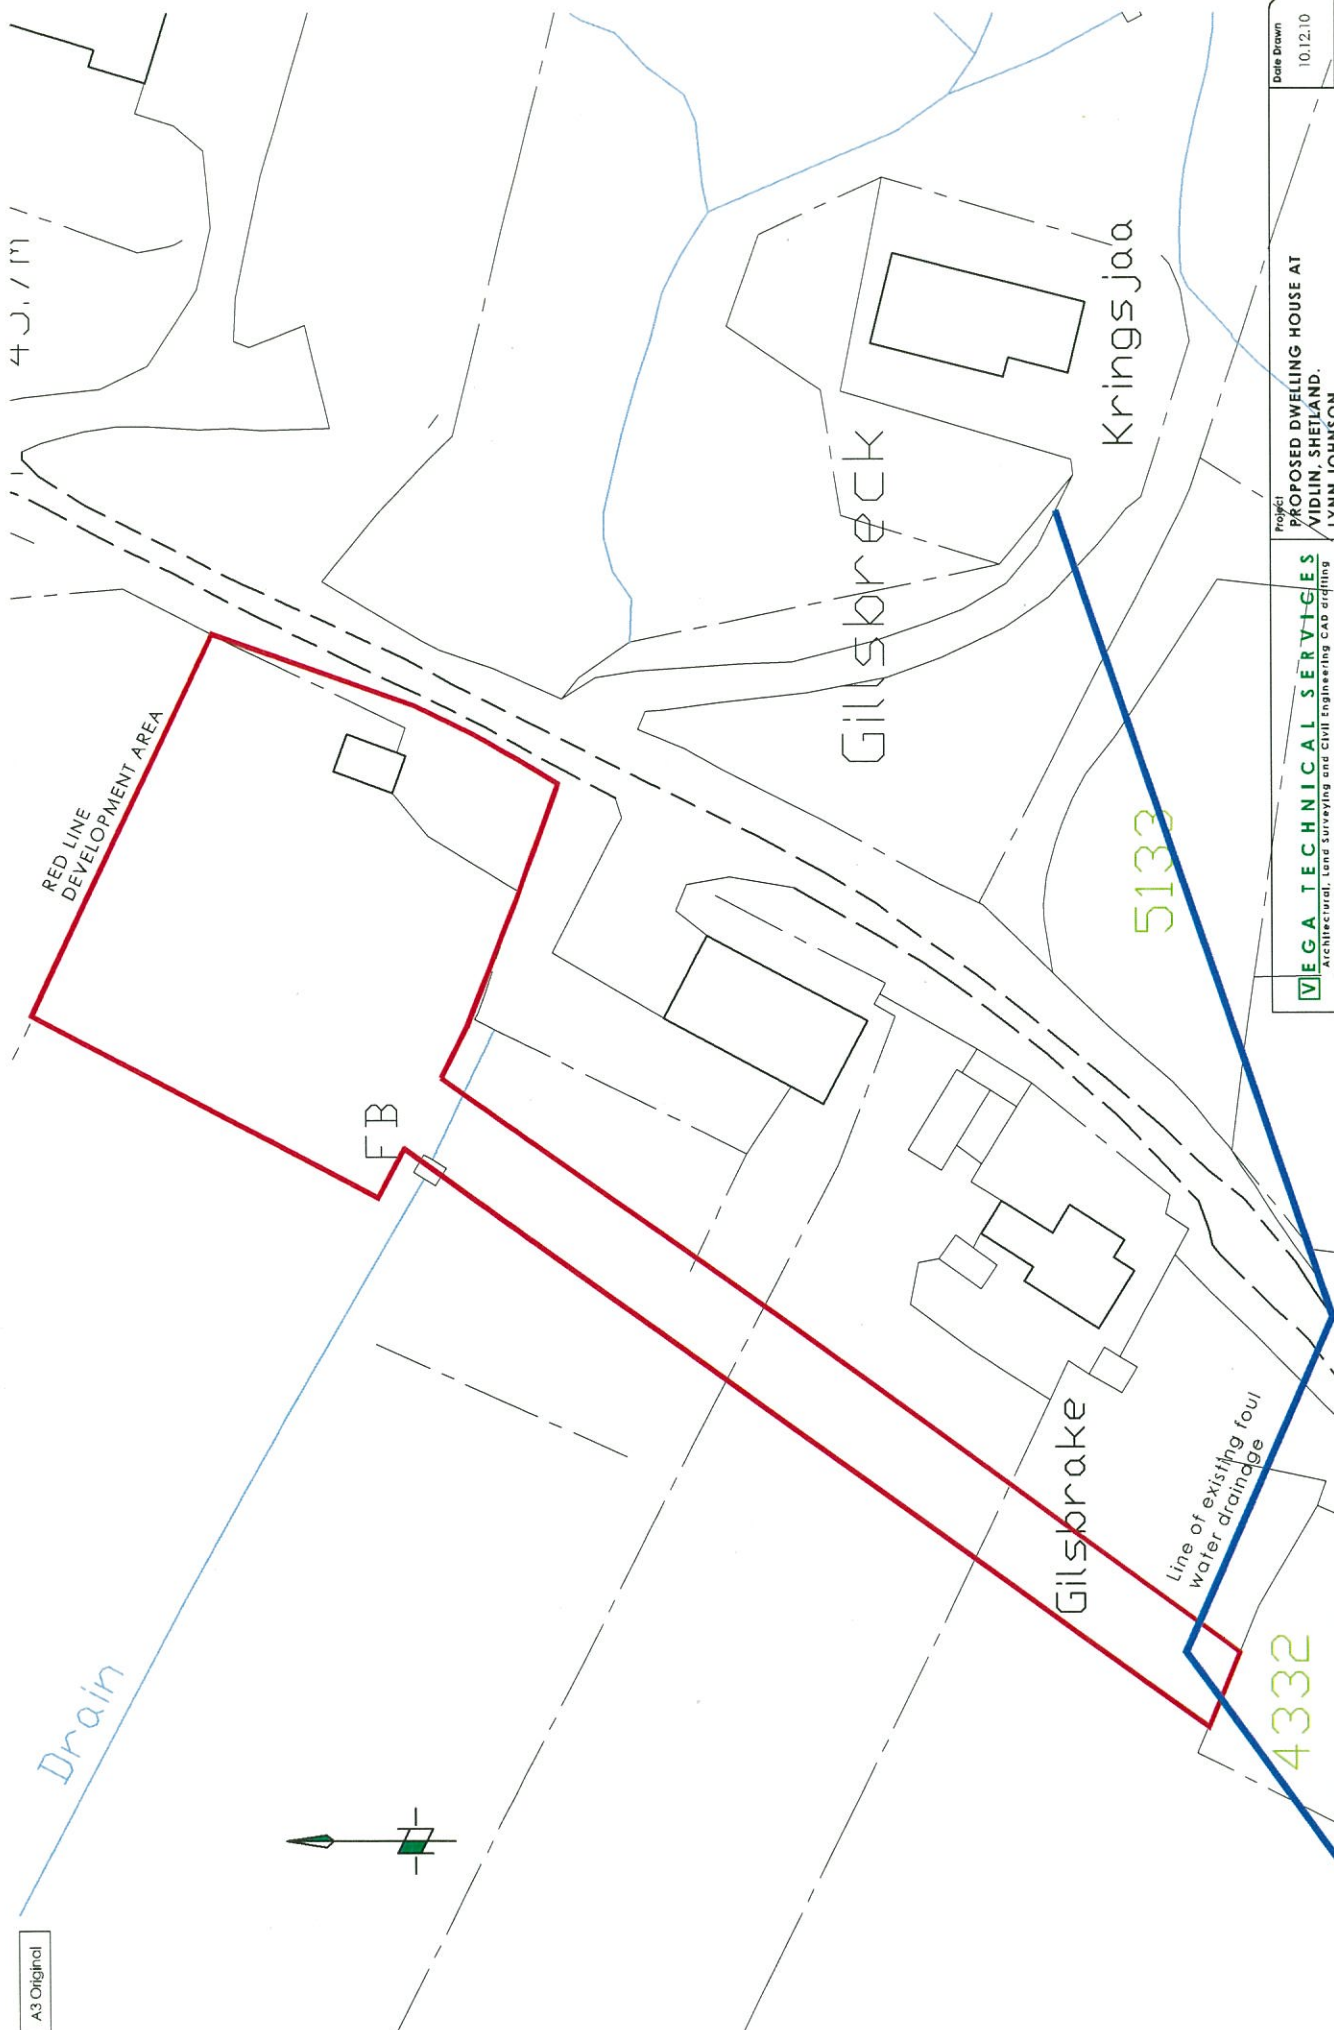 A3 Original
Drain
RED LINE
DEVELOPMENT AREA
FB
Gilsbreck
Kringsjaa
Gilsbrake
5133
4332
Line of existing foul
water drainage
VEGA TECHNICAL SERVICES
Architectural, Land Surveying and Civil Engineering CAD drafting
Project
PROPOSED DWELLING HOUSE AT
VIDLIN, SHETLAND.
LYNN JOHNSON
Date Drawn
10.12.10